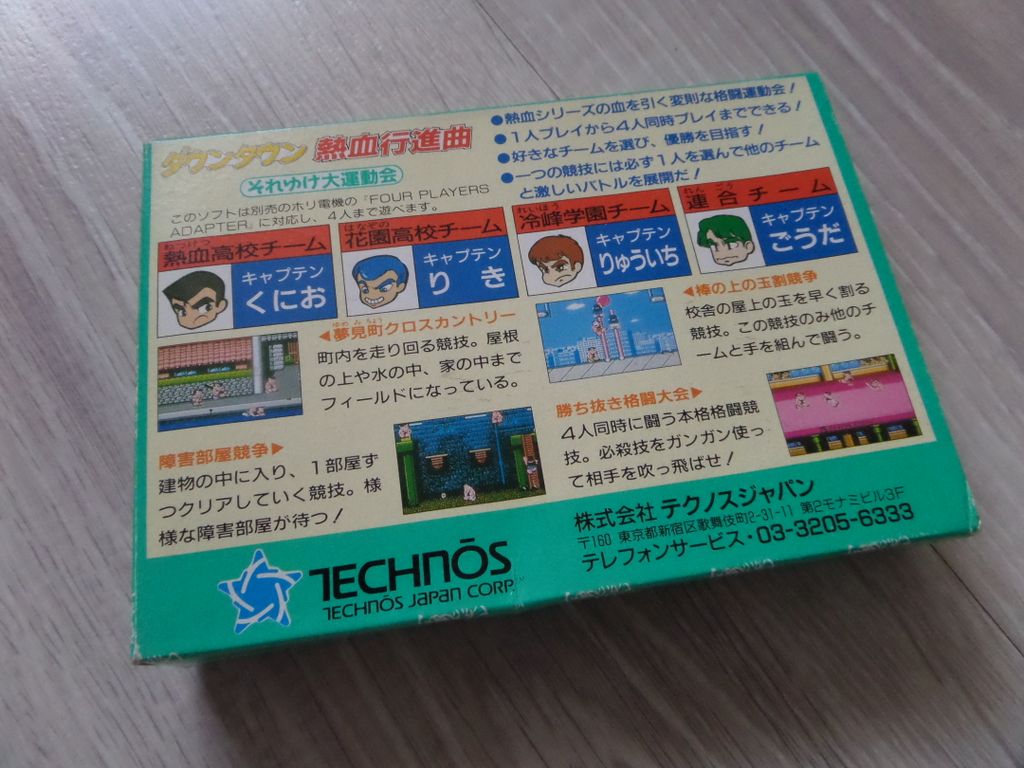 ダウンタウン 熱血行進曲
それゆけ大運動会
このソフトは別売のホリ電機の『FOUR PLAYERS
ADAPTER』に対応し、4人まで遊べます。
●熱血シリーズの血を引く変則な格闘運動会！
●1人プレイから4人同時プレイまでできる！
●好きなチームを選び、優勝を目指す！
●一つの競技には必ず1人を選んで他のチーム
と激しいバトルを展開だ！
ねっけつ
熱血高校チーム
キャプテン
くにお
はなぞの
花園高校チーム
キャプテン
りき
れいほう
冷峰学園チーム
キャプテン
りゅういち
れんごう
連合チーム
キャプテン
ごうだ
ゆめみちょう
◀夢見町クロスカントリー
町内を走り回る競技。屋根
の上や水の中、家の中まで
フィールドになっている。
◀棒の上の玉割競争
校舎の屋上の玉を早く割る
競技。この競技のみ他のチ
ームと手を組んで闘う。
障害部屋競争▶
建物の中に入り、1部屋ず
つクリアしていく競技。様
様な障害部屋が待つ！
勝ち抜き格闘大会▶
4人同時に闘う本格格闘競
技。必殺技をガンガン使っ
て相手を吹っ飛ばせ！
TECHNŌS
TECHNŌS JAPAN CORP.
株式会社 テクノスジャパン
〒160 東京都新宿区歌舞伎町2-31-11 第2モナミビル3F
テレフォンサービス・03-3205-6333